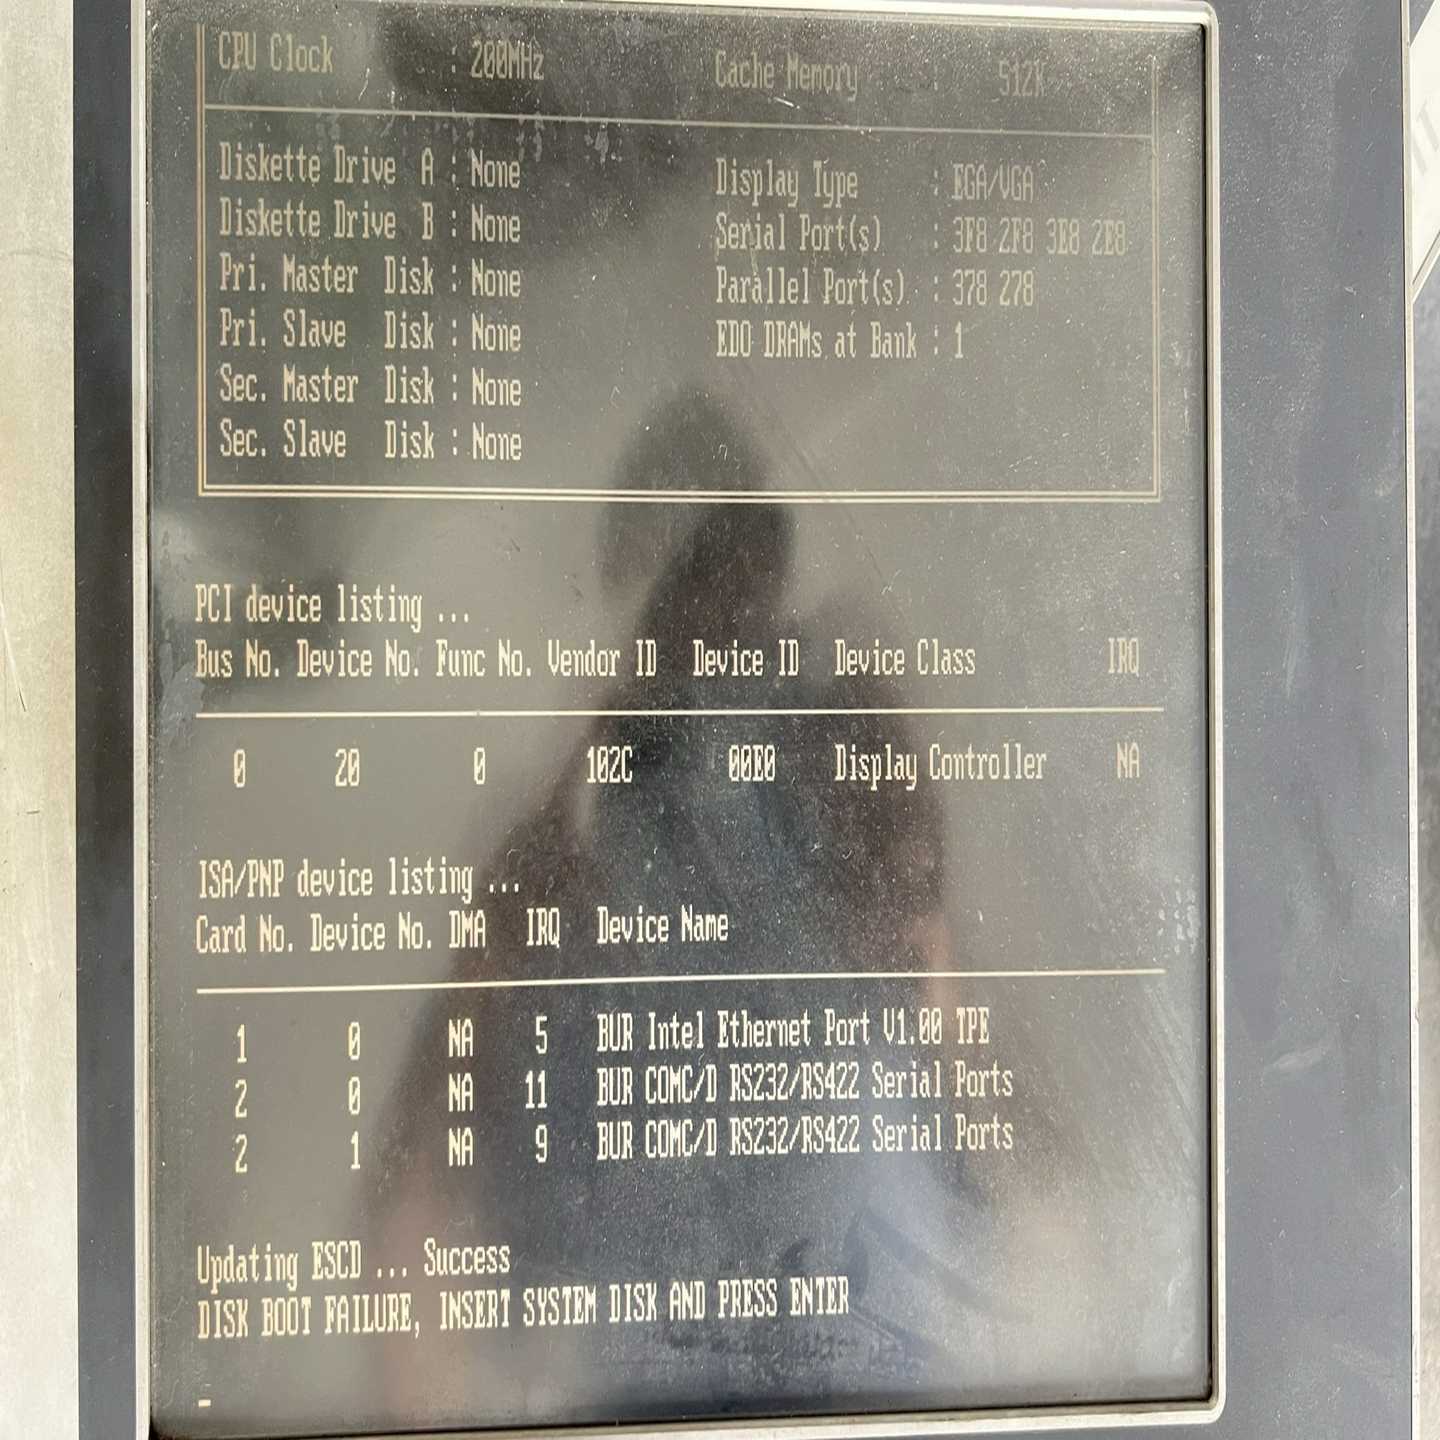 CPU Clock : 200MHz Cache Memory : 512K
Diskette Drive A : None Display Type : EGA/VGA
Diskette Drive B : None Serial Port(s) : 3F8 2F8 3E8 2E8
Pri. Master Disk : None Parallel Port(s) : 378 278
Pri. Slave Disk : None EDO DRAMs at Bank : 1
Sec. Master Disk : None
Sec. Slave Disk : None
PCI device listing ...
Bus No. Device No. Func No. Vendor ID Device ID Device Class IRQ
0 20 0 102C 00E0 Display Controller NA
ISA/PNP device listing ...
Card No. Device No. DMA IRQ Device Name
1 0 NA 5 BUR Intel Ethernet Port V1.00 TPE
2 0 NA 11 BUR COMC/D RS232/RS422 Serial Ports
2 1 NA 9 BUR COMC/D RS232/RS422 Serial Ports
Updating ESCD ... Success
DISK BOOT FAILURE, INSERT SYSTEM DISK AND PRESS ENTER
_